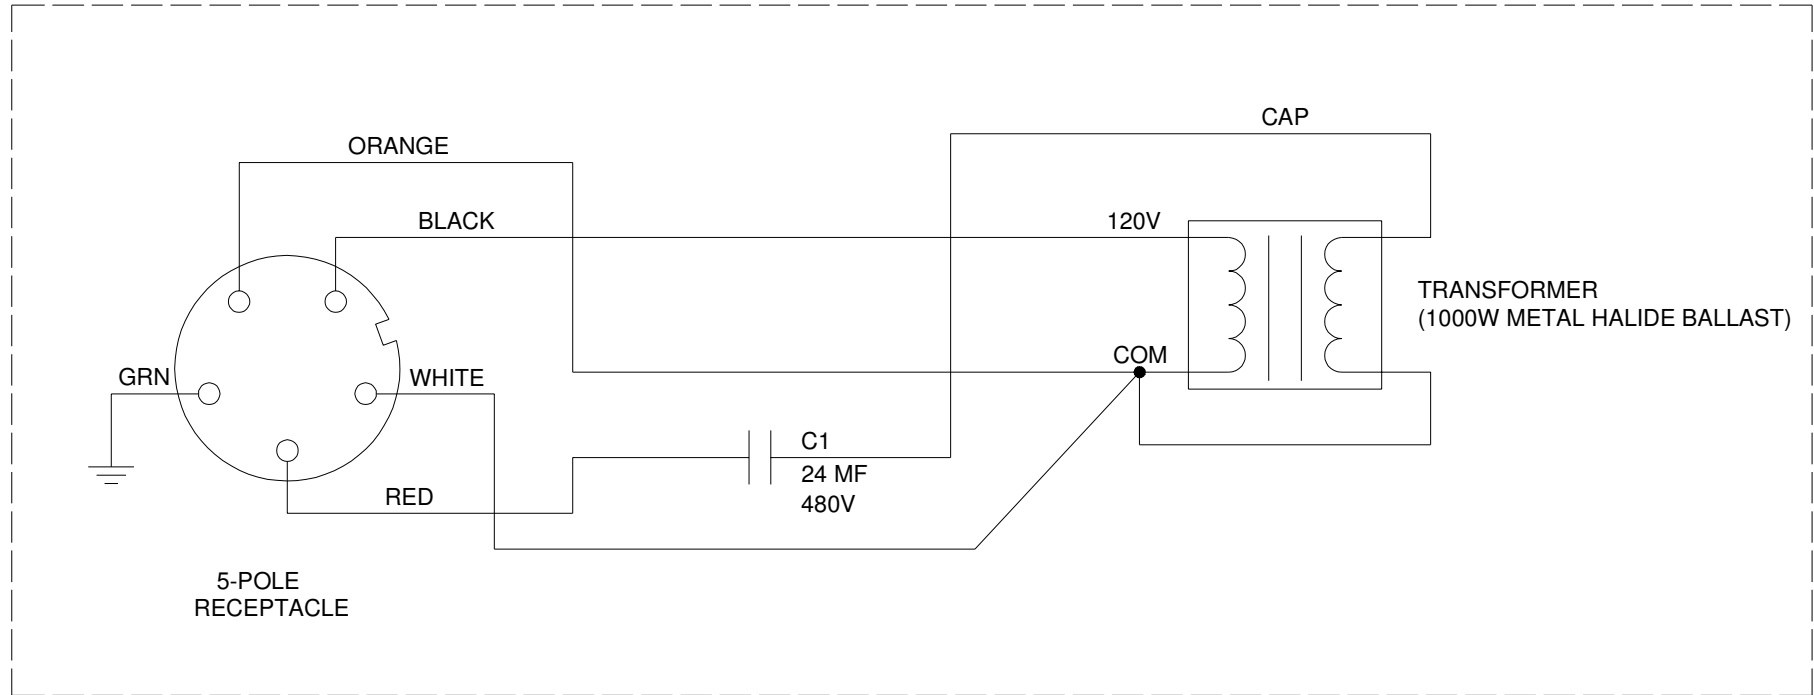 CAP
ORANGE
BLACK
120V
TRANSFORMER
(1000W METAL HALIDE BALLAST)
COM
GRN
WHITE
C1
24 MF
480V
RED
5-POLE
RECEPTACLE